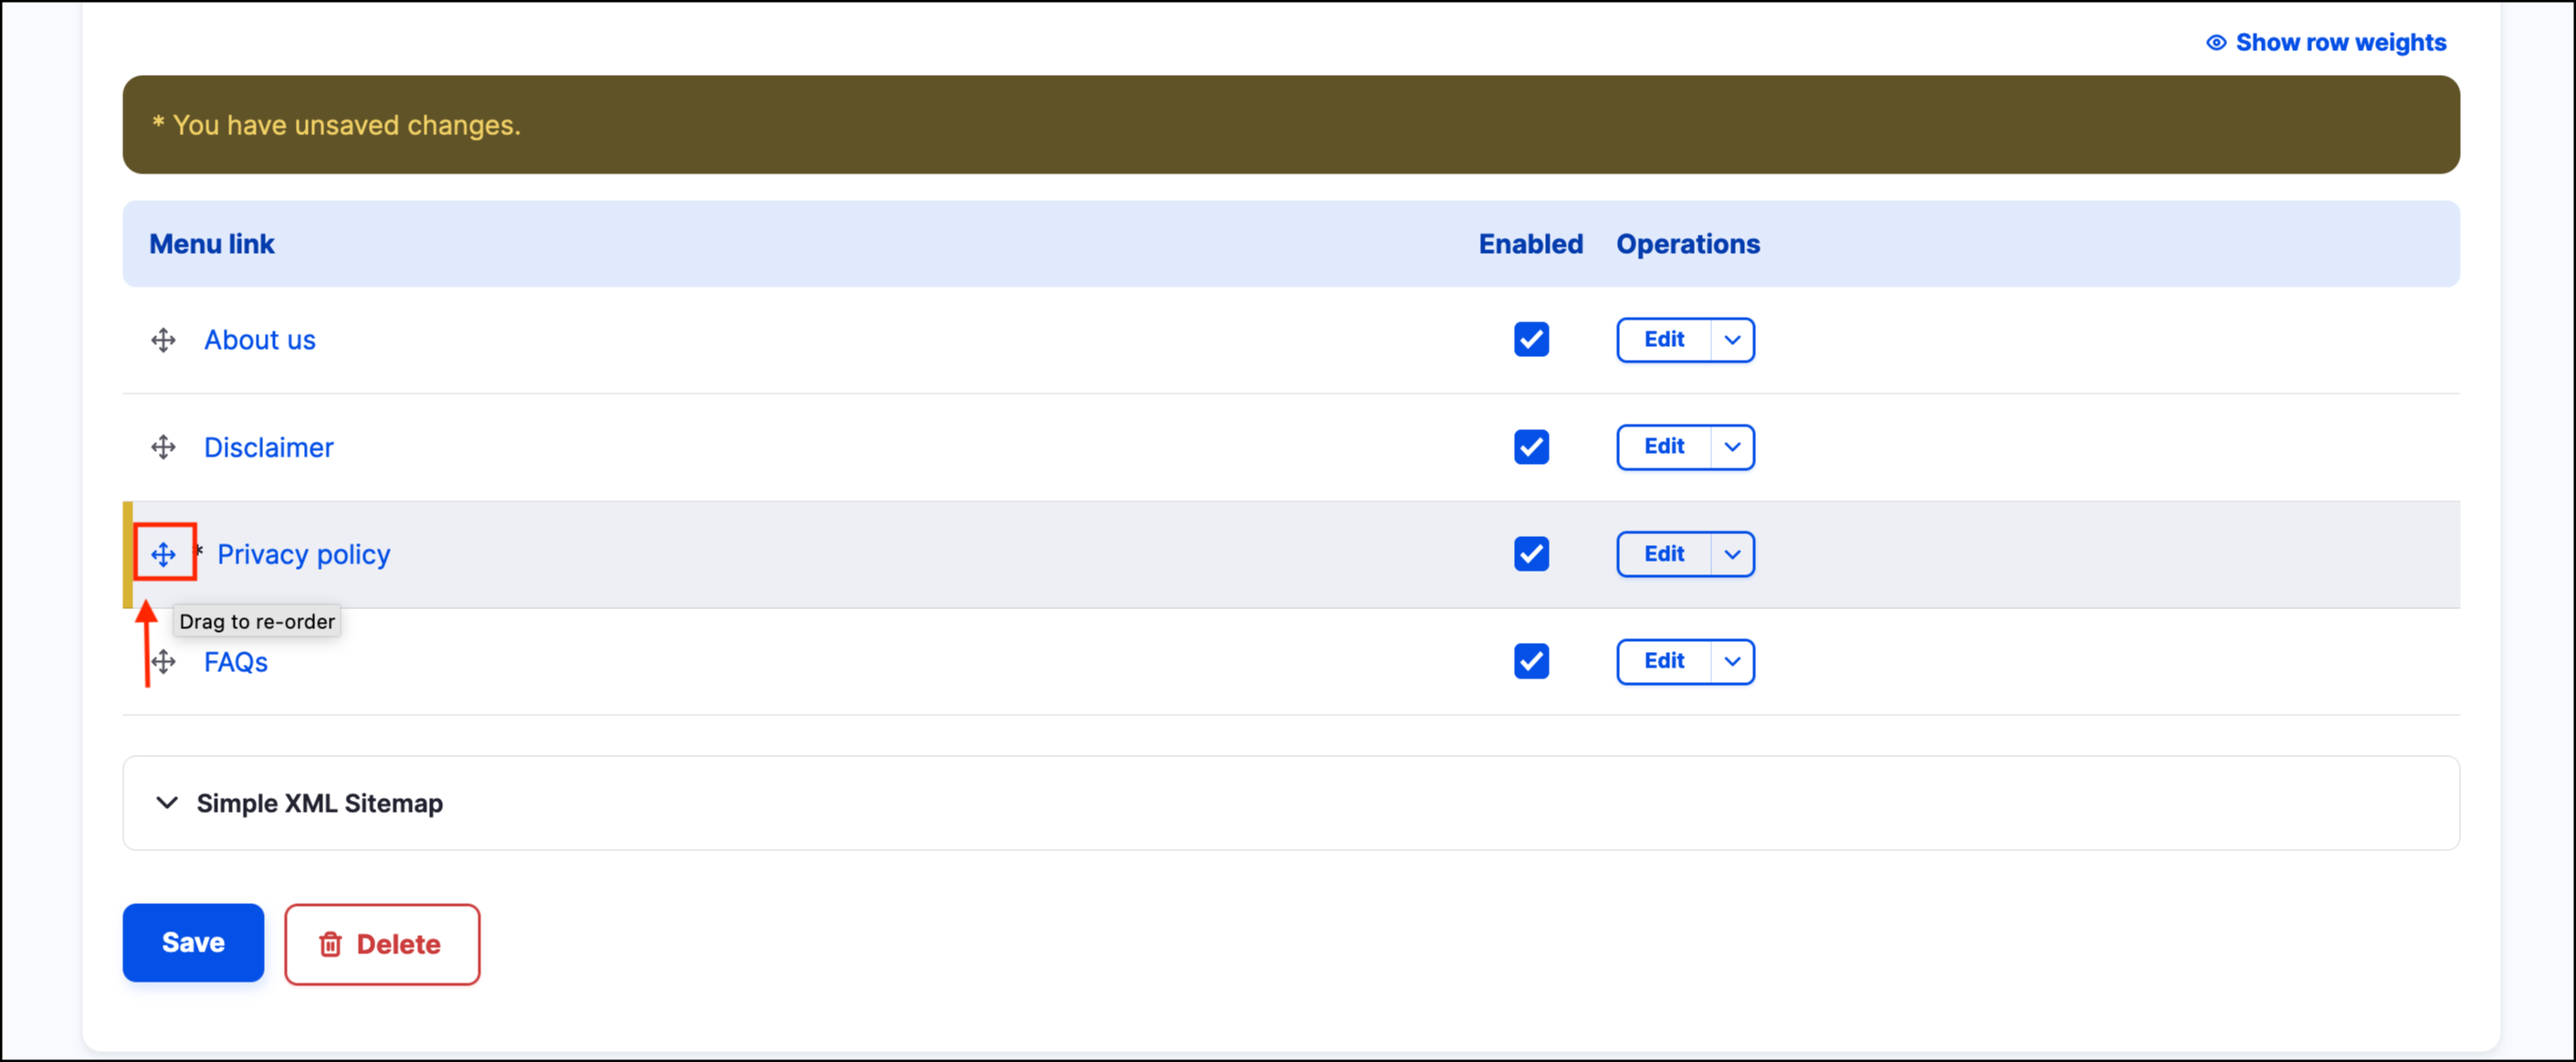 Show row weights
* You have unsaved changes.
Menu link Enabled Operations
About us Edit
Disclaimer Edit
* Privacy policy Edit
Drag to re-order
FAQs Edit
Simple XML Sitemap
Save Delete